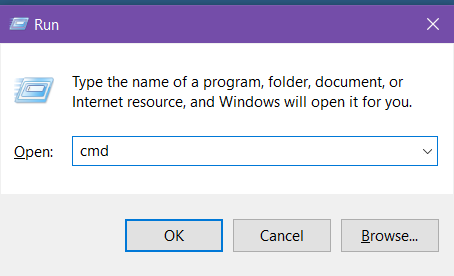 Run
Type the name of a program, folder, document, or
Internet resource, and Windows will open it for you.
Open: cmd
OK Cancel Browse...